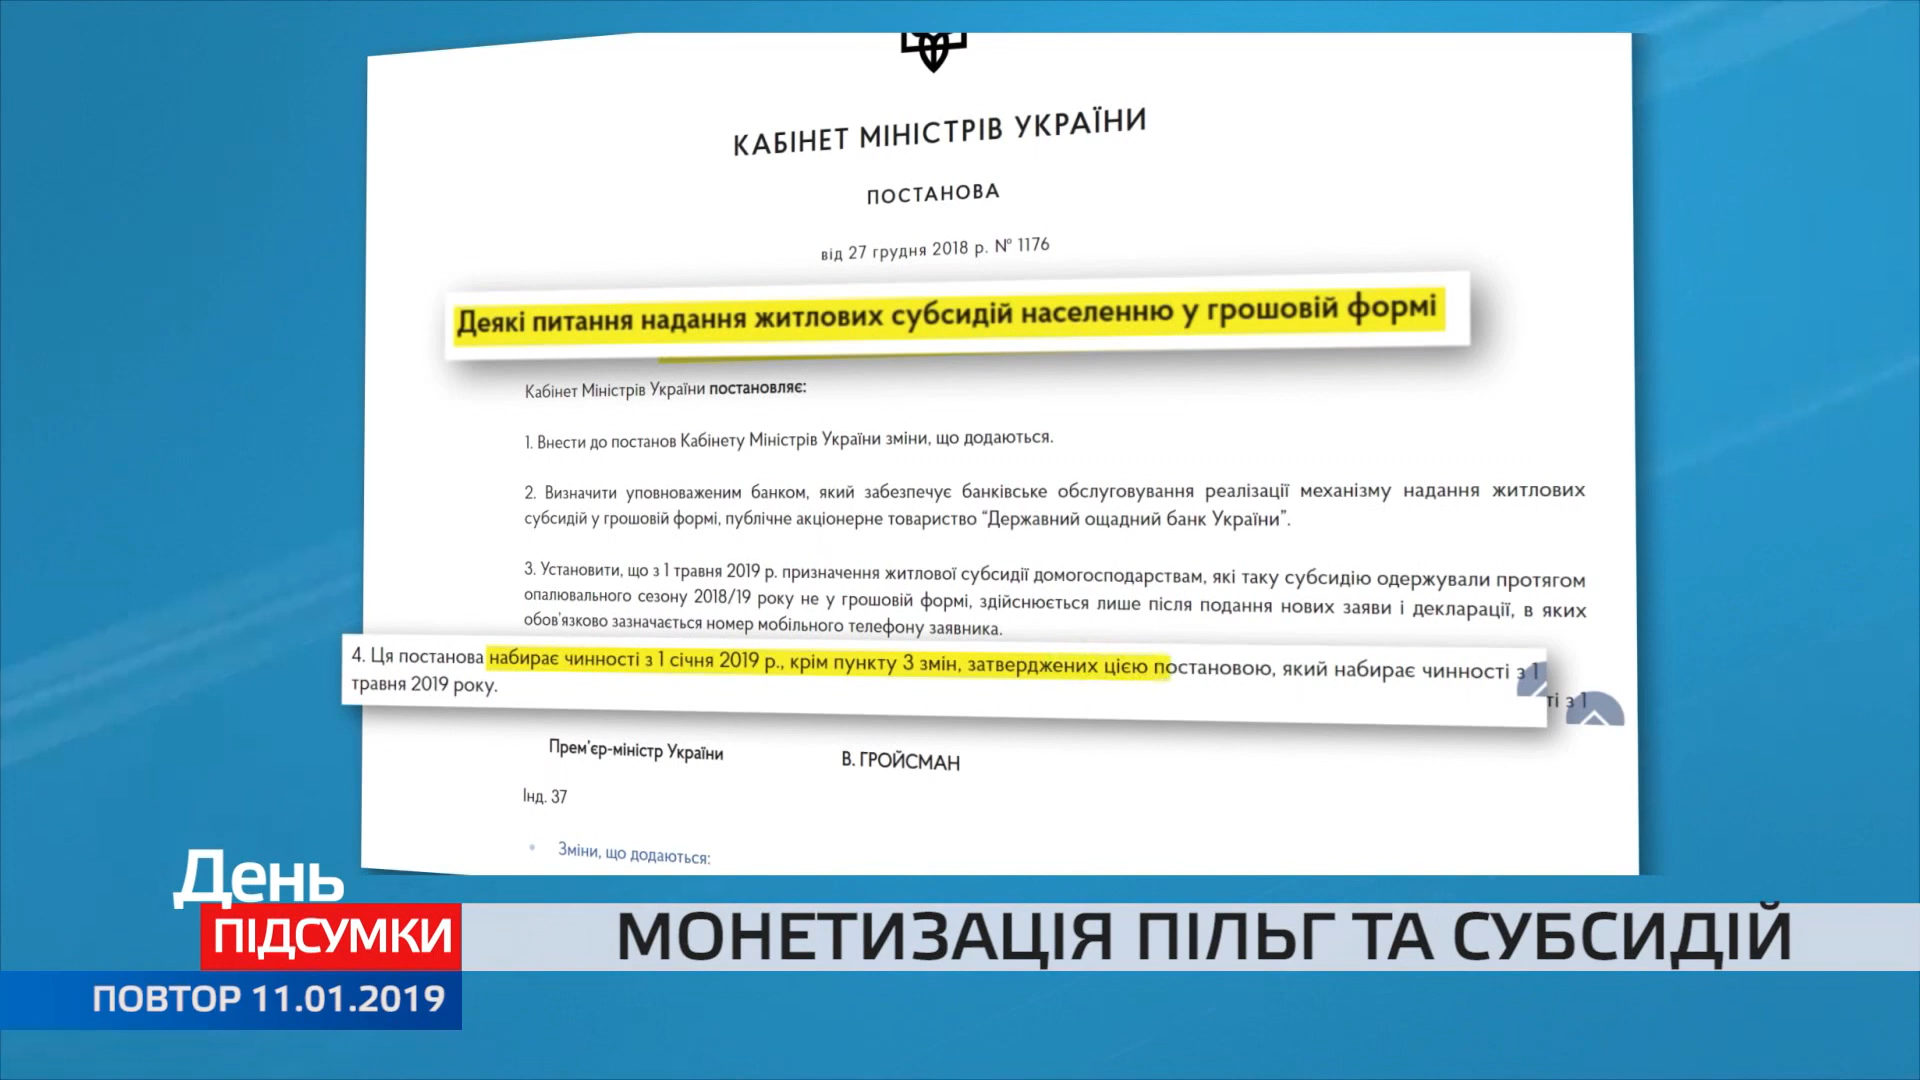 КАБІНЕТ МІНІСТРІВ УКРАЇНИ
ПОСТАНОВА
від 27 грудня 2018 р. № 1176
Деякі питання надання житлових субсидій населенню у грошовій формі
Кабінет Міністрів України постановляє:
1. Внести до постанов Кабінету Міністрів України зміни, що додаються.
2. Визначити уповноваженим банком, який забезпечує банківське обслуговування реалізації механізму надання житлових
субсидій у грошовій формі, публічне акціонерне товариство “Державний ощадний банк України”.
3. Установити, що з 1 травня 2019 р. призначення житлової субсидії домогосподарствам, які таку субсидію одержували протягом
опалювального сезону 2018/19 року не у грошовій формі, здійснюється лише після подання нових заяви і декларації, в яких
обов’язково зазначається номер мобільного телефону заявника.
4. Ця постанова набирає чинності з 1 січня 2019 р., крім пункту 3 змін, затверджених цією постановою, який набирає чинності з 1
травня 2019 року.
ті з 1
Прем’єр-міністр України В. ГРОЙСМАН
Інд. 37
• Зміни, що додаються:
День
ПІДСУМКИ
МОНЕТИЗАЦІЯ ПІЛЬГ ТА СУБСИДІЙ
ПОВТОР 11.01.2019